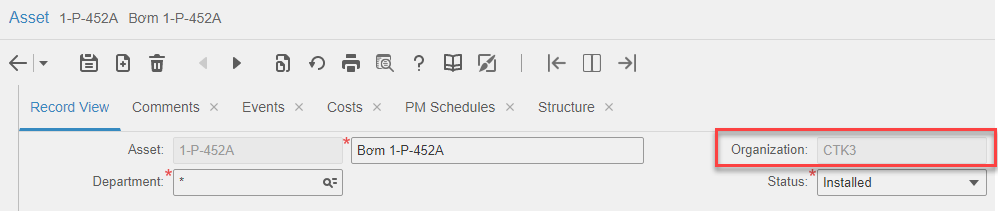 Asset 1-P-452A Bơm 1-P-452A
Record View Comments × Events × Costs × PM Schedules × Structure ×
Asset: 1-P-452A * Bơm 1-P-452A Organization: CTK3
Department: * * Status: * Installed